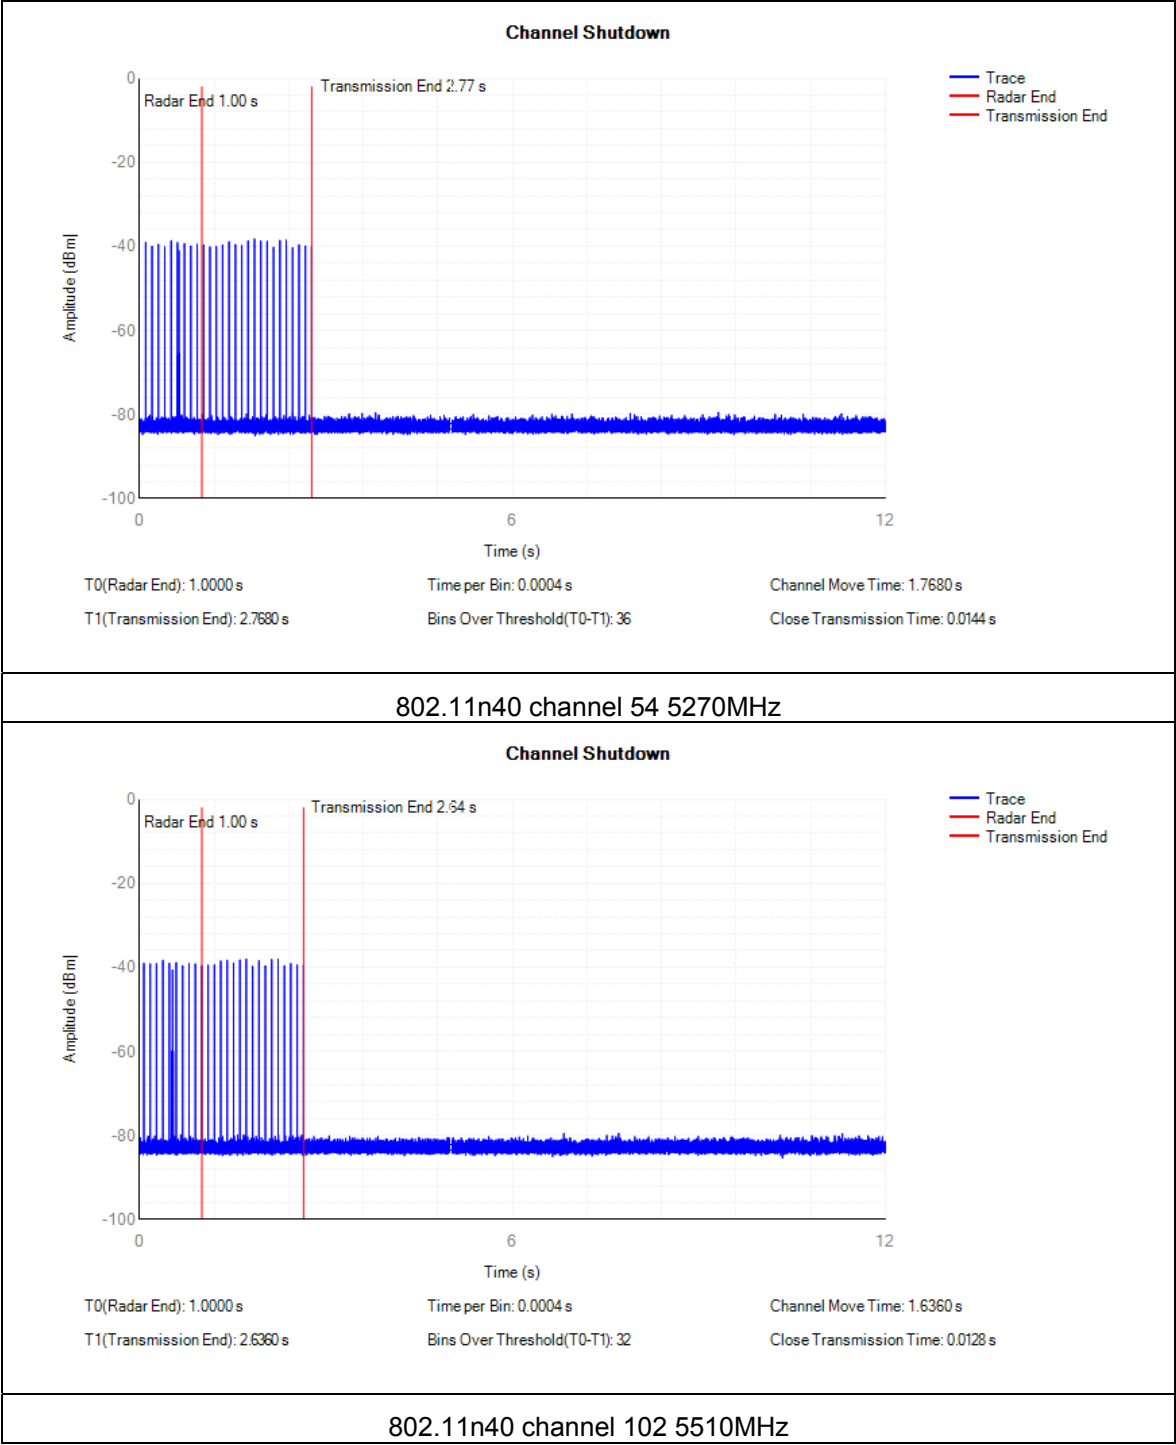 Channel Shutdown
Transmission End 2.77 s
Radar End 1.00 s
Trace
Radar End
Transmission End
0
-20
-40
-60
-80
-100
Amplitude [dBm]
0 6 12
Time (s)
T0(Radar End): 1.0000 s Time per Bin: 0.0004 s Channel Move Time: 1.7680 s
T1(Transmission End): 2.7680 s Bins Over Threshold(T0-T1): 36 Close Transmission Time: 0.0144 s
802.11n40 channel 54 5270MHz
Channel Shutdown
Transmission End 2.64 s
Radar End 1.00 s
Trace
Radar End
Transmission End
0
-20
-40
-60
-80
-100
Amplitude [dBm]
0 6 12
Time (s)
T0(Radar End): 1.0000 s Time per Bin: 0.0004 s Channel Move Time: 1.6360 s
T1(Transmission End): 2.6360 s Bins Over Threshold(T0-T1): 32 Close Transmission Time: 0.0128 s
802.11n40 channel 102 5510MHz